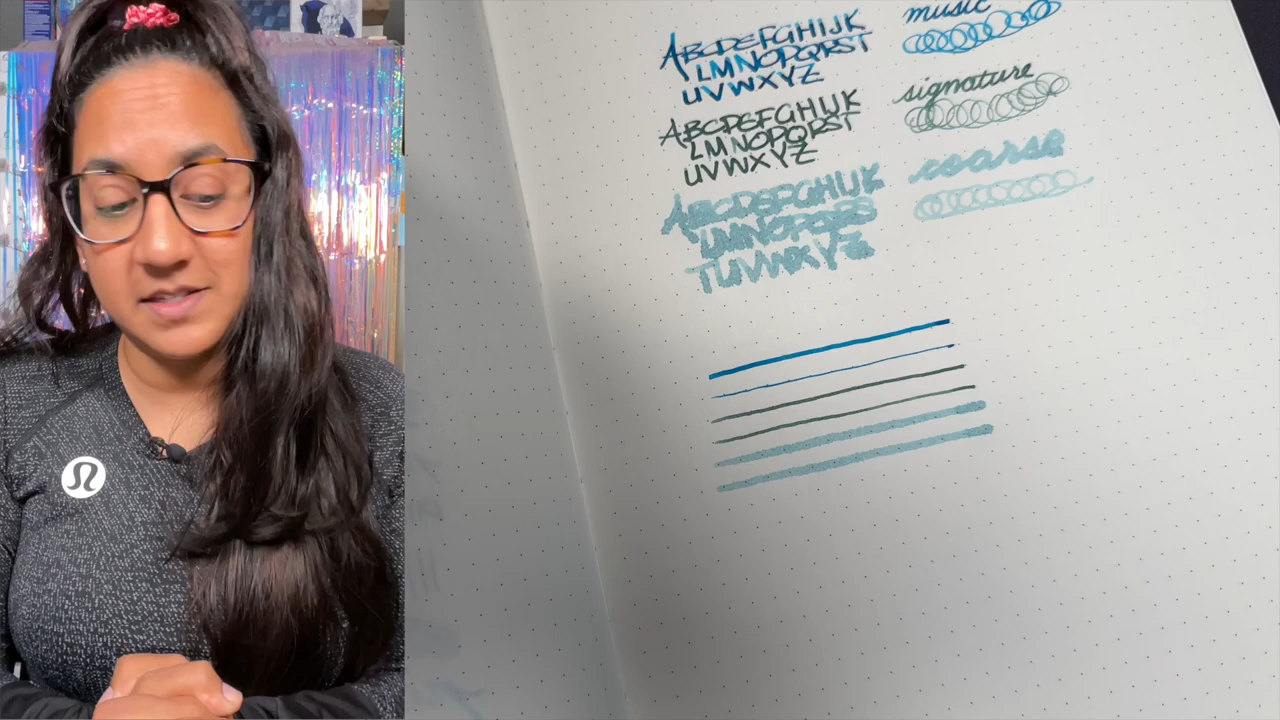 ABCDEFGHIJK
LMNOPQRST
UVWXYZ
music
ABCDEFGHIJK
LMNOPQRST
UVWXYZ
signature
ABCDEFGHIJK
LMNOPQRS
TUVWXYZ
coarse